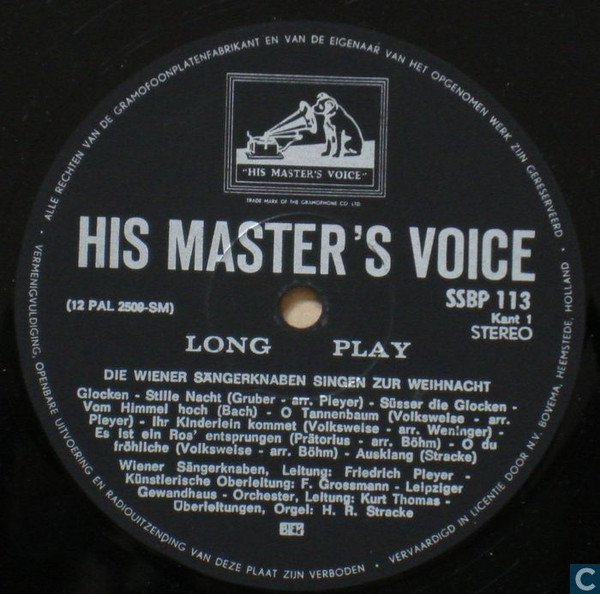 ALLE RECHTEN VAN DE GRAMOFOONPLATENFABRIKANT EN VAN DE EIGENAAR VAN HET OPGENOMEN WERK ZIJN GERESERVEERD ·
"HIS MASTER'S VOICE"
TRADE MARK OF THE GRAMOPHONE CO LTD.
HIS MASTER'S VOICE
SSBP 113
(12 PAL 2509-SM)
Kant 1
STEREO
LONG PLAY
DIE WIENER SÄNGERKNABEN SINGEN ZUR WEIHNACHT
Glocken - Stille Nacht (Gruber - arr. Pleyer) - Süsser die Glocken -
Vom Himmel hoch (Bach) - O Tannenbaum (Volksweise - arr.
Pleyer) - Ihr Kinderlein kommet (Volksweise - arr. Weninger) -
Es ist ein Ros' entsprungen (Prätorius - arr. Böhm) - O du
fröhliche (Volksweise - arr. Böhm) - Ausklang (Stracke)
Wiener Sängerknaben, Leitung: Friedrich Pleyer -
Künstlerische Oberleitung: F. Grossmann - Leipziger
Gewandhaus - Orchester, Leitung: Kurt Thomas -
Überleitungen, Orgel: H. R. Stracke
VERMENIGVULDIGING, OPENBARE UITVOERING EN RADIOUITZENDING VAN DEZE PLAAT ZIJN VERBODEN ·
VERVAARDIGD IN LICENTIE DOOR N.V. BOVEMA, HEEMSTEDE, HOLLAND ·
C